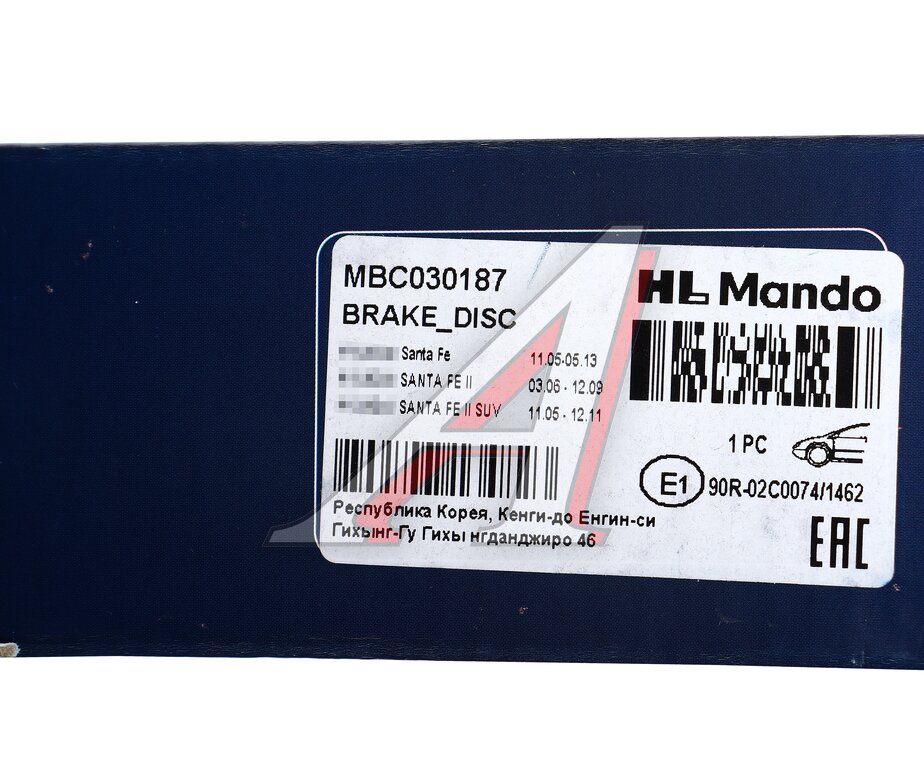 MBC030187
HL Mando
BRAKE_DISC
Santa Fe 11.05-05.13
SANTA FE II 03.06 - 12.09
SANTA FE II SUV 11.05 - 12.11
1 PC
E1 90R-02C0074/1462
Республика Корея, Кенги-до Енгин-си
Гихынг-Гу Гихы нгданджиро 46
EAC